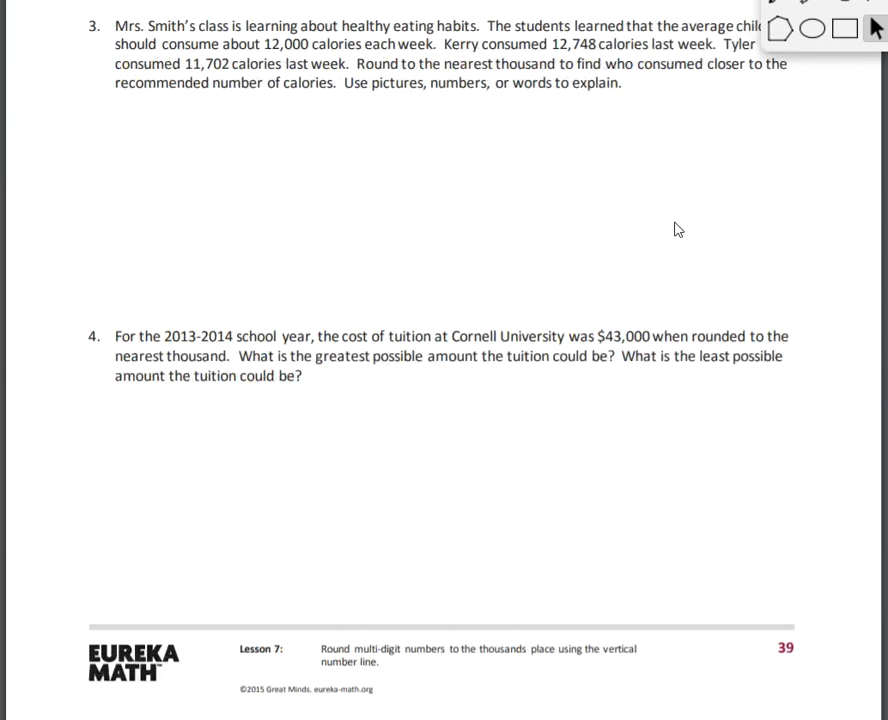 3. Mrs. Smith's class is learning about healthy eating habits. The students learned that the average
should consume about 12,000 calories each week. Kerry consumed 12,748 calories last week. Tyler
consumed 11,702 calories last week. Round to the nearest thousand to find who consumed closer to the
recommended number of calories. Use pictures, numbers, or words to explain.
4. For the 2013-2014 school year, the cost of tuition at Cornell University was $43,000 when rounded to the
nearest thousand. What is the greatest possible amount the tuition could be? What is the least possible
amount the tuition could be?
EUREKA
MATH™
Lesson 7:
Round multi-digit numbers to the thousands place using the vertical
number line.
39
©2015 Great Minds. eureka-math.org